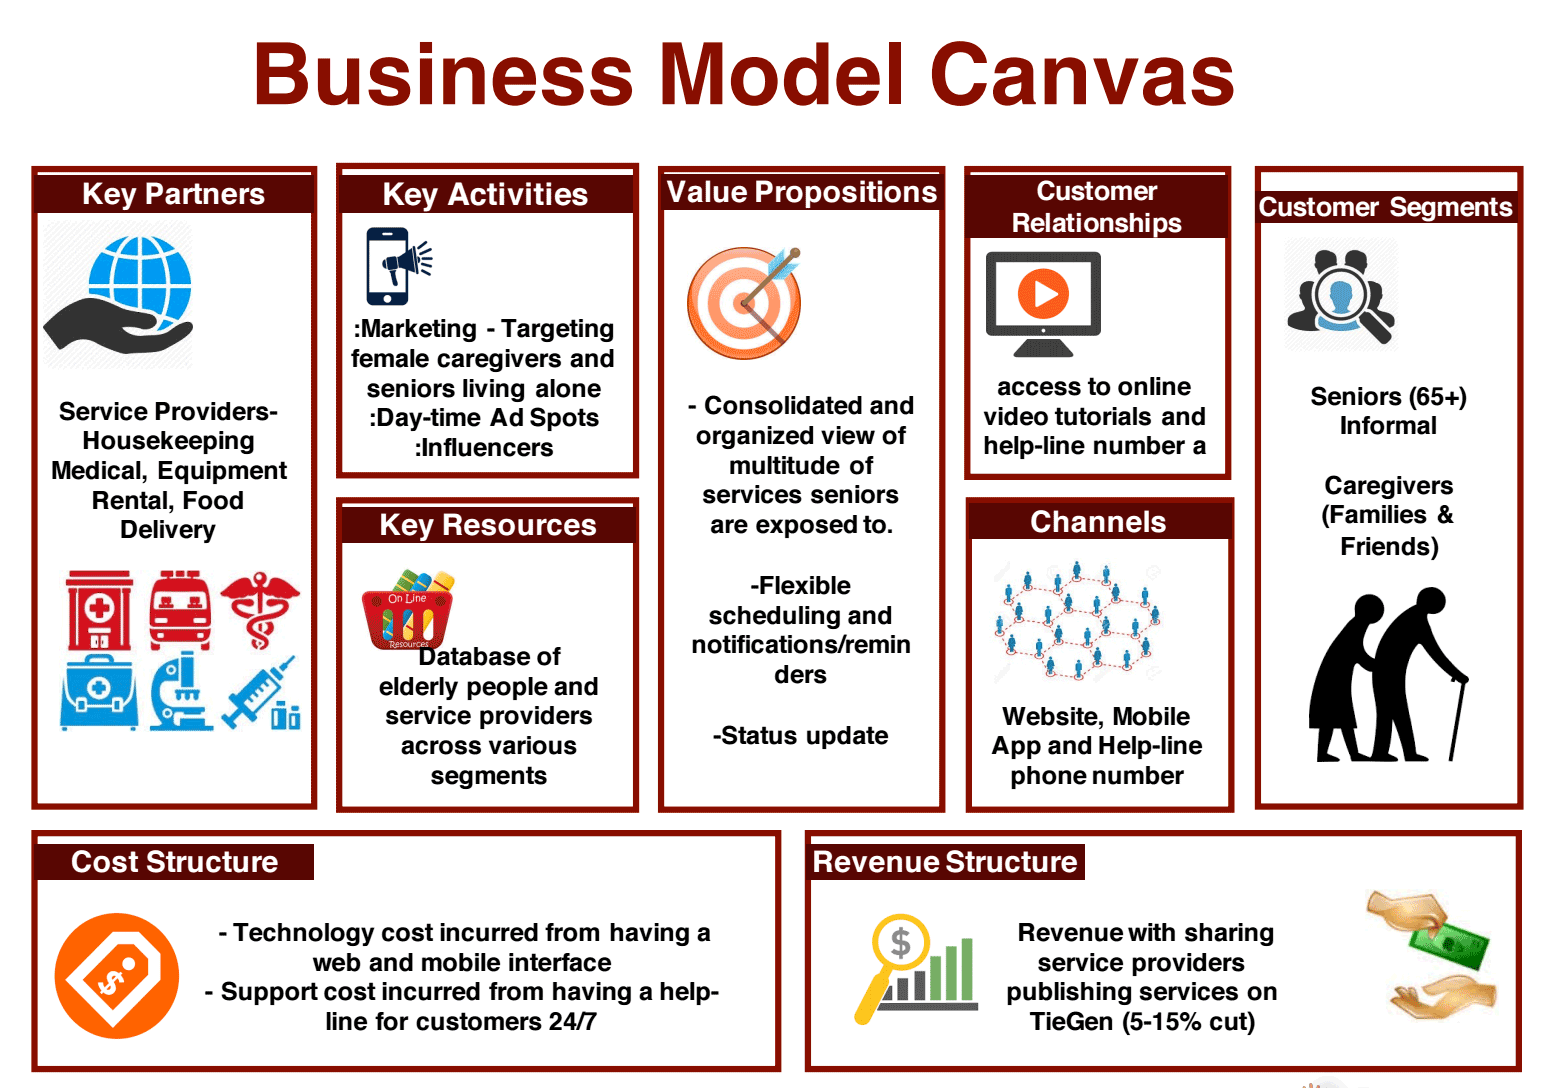 Business Model Canvas
Key Partners
Service Providers-
Housekeeping
Medical, Equipment
Rental, Food
Delivery
Key Activities
:Marketing - Targeting
female caregivers and
seniors living alone
:Day-time Ad Spots
:Influencers
Key Resources
On Line
Resources
Database of
elderly people and
service providers
across various
segments
Value Propositions
- Consolidated and
organized view of
multitude of
services seniors
are exposed to.
-Flexible
scheduling and
notifications/remin
ders
-Status update
Customer
Relationships
access to online
video tutorials and
help-line number a
Channels
Website, Mobile
App and Help-line
phone number
Customer Segments
Seniors (65+)
Informal
Caregivers
(Families &
Friends)
Cost Structure
$
- Technology cost incurred from having a
web and mobile interface
- Support cost incurred from having a help-
line for customers 24/7
Revenue Structure
$
Revenue with sharing
service providers
publishing services on
TieGen (5-15% cut)